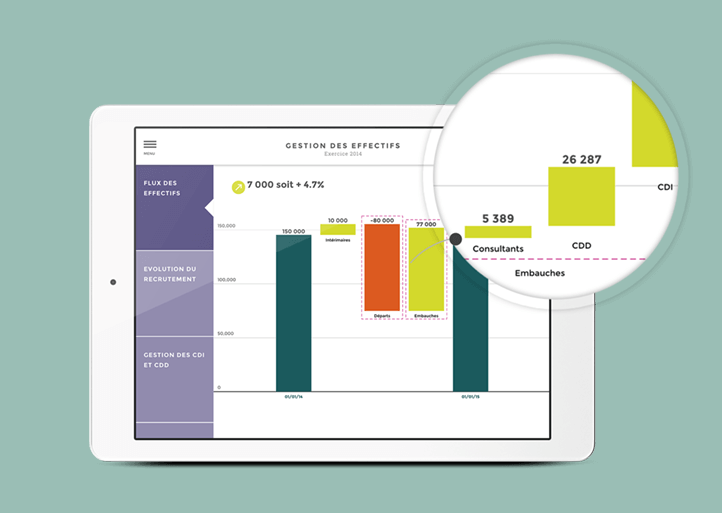 GESTION DES EFFECTIFS
Exercice 2014
MENU
FLUX DES
EFFECTIFS
7 000 soit + 4.7%
EVOLUTION DU
RECRUTEMENT
GESTION DES CDI
ET CDD
150,000
100,000
50,000
0
150 000
10 000
Intérimaires
-80 000
Départs
77 000
Embauches
01/01/14
01/01/15
26 287
CDI
5 389
Consultants
CDD
Embauches